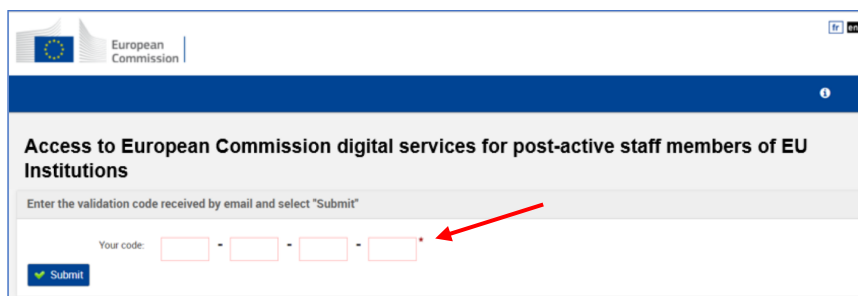 fr en
European
Commission
Access to European Commission digital services for post-active staff members of EU
Institutions
Enter the validation code received by email and select "Submit"
Your code: - - - *
Submit